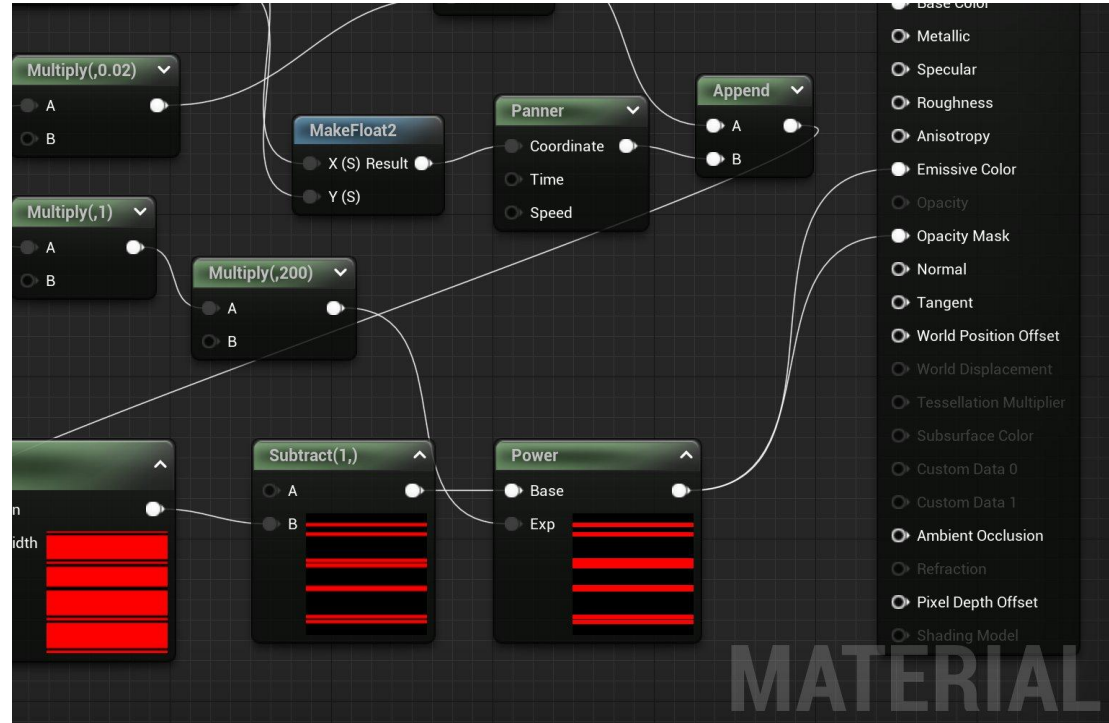 Multiply(,0.02)
A
B
MakeFloat2
X (S) Result
Y (S)
Panner
Coordinate
Time
Speed
Append
A
B
Multiply(,1)
A
B
Multiply(,200)
A
B
n
idth
Subtract(1,)
A
B
Power
Base
Exp
Base Color
Metallic
Specular
Roughness
Anisotropy
Emissive Color
Opacity
Opacity Mask
Normal
Tangent
World Position Offset
World Displacement
Tessellation Multiplier
Subsurface Color
Custom Data 0
Custom Data 1
Ambient Occlusion
Refraction
Pixel Depth Offset
Shading Model
MATERIAL